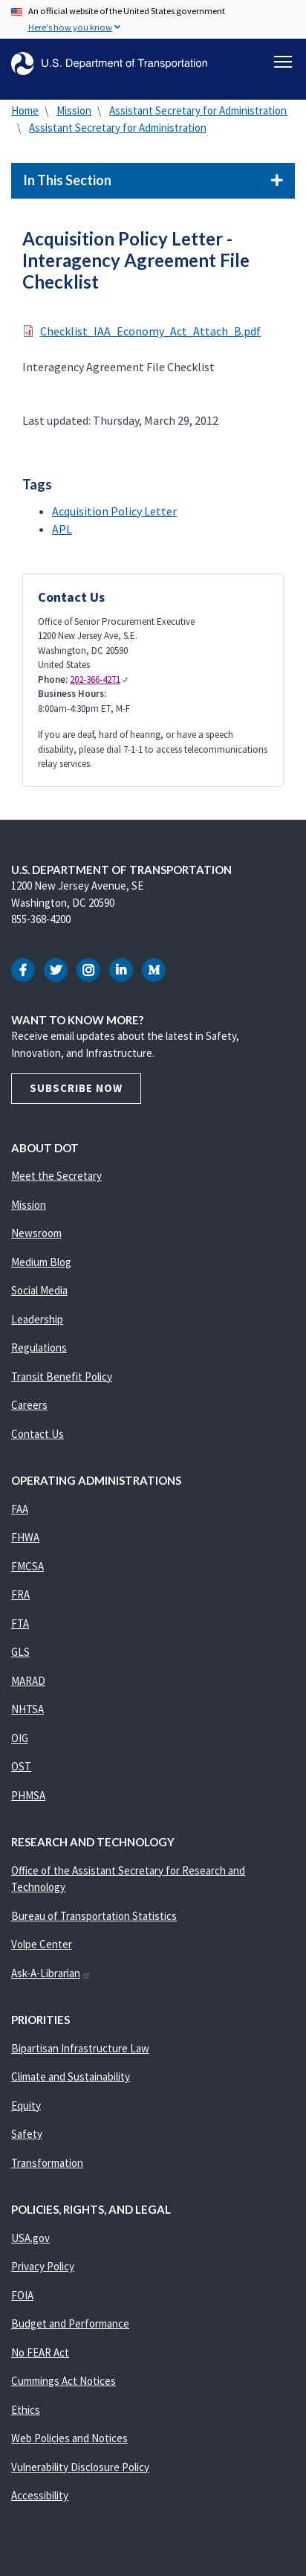 An official website of the United States government
Here's how you know
U.S. Department of Transportation
Home \ Mission \ Assistant Secretary for Administration
\ Assistant Secretary for Administration
In This Section
Acquisition Policy Letter -
Interagency Agreement File
Checklist
Checklist_IAA_Economy_Act_Attach_B.pdf
Interagency Agreement File Checklist
Last updated: Thursday, March 29, 2012
Tags
• Acquisition Policy Letter
• APL
Contact Us
Office of Senior Procurement Executive
1200 New Jersey Ave, S.E.
Washington, DC 20590
United States
Phone: 202-366-4271
Business Hours:
8:00am-4:30pm ET, M-F
If you are deaf, hard of hearing, or have a speech
disability, please dial 7-1-1 to access telecommunications
relay services.
U.S. DEPARTMENT OF TRANSPORTATION
1200 New Jersey Avenue, SE
Washington, DC 20590
855-368-4200
WANT TO KNOW MORE?
Receive email updates about the latest in Safety,
Innovation, and Infrastructure.
SUBSCRIBE NOW
ABOUT DOT
Meet the Secretary
Mission
Newsroom
Medium Blog
Social Media
Leadership
Regulations
Transit Benefit Policy
Careers
Contact Us
OPERATING ADMINISTRATIONS
FAA
FHWA
FMCSA
FRA
FTA
GLS
MARAD
NHTSA
OIG
OST
PHMSA
RESEARCH AND TECHNOLOGY
Office of the Assistant Secretary for Research and
Technology
Bureau of Transportation Statistics
Volpe Center
Ask-A-Librarian
PRIORITIES
Bipartisan Infrastructure Law
Climate and Sustainability
Equity
Safety
Transformation
POLICIES, RIGHTS, AND LEGAL
USA.gov
Privacy Policy
FOIA
Budget and Performance
No FEAR Act
Cummings Act Notices
Ethics
Web Policies and Notices
Vulnerability Disclosure Policy
Accessibility